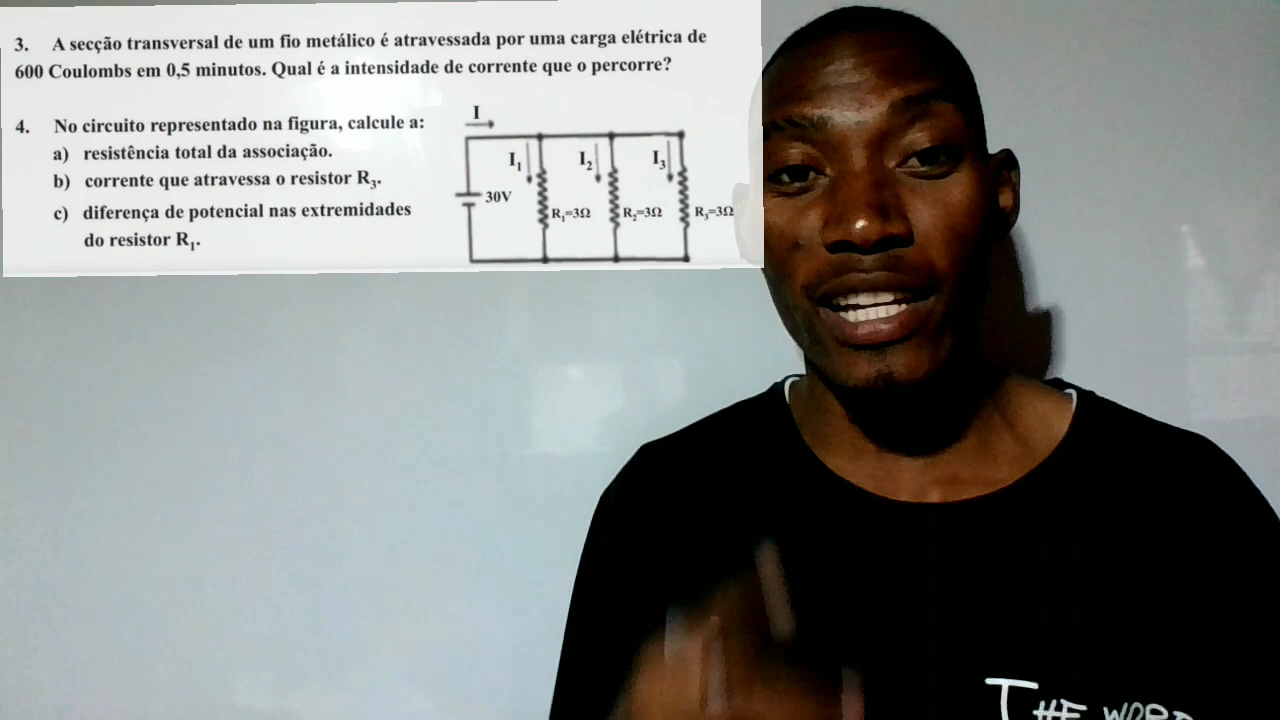 3. A secção transversal de um fio metálico é atravessada por uma carga elétrica de
600 Coulombs em 0,5 minutos. Qual é a intensidade de corrente que o percorre?
4. No circuito representado na figura, calcule a:
a) resistência total da associação.
b) corrente que atravessa o resistor R₃.
c) diferença de potencial nas extremidades
do resistor R₁.
I
I₁ I₂ I₃
30V
R₁=3Ω R₂=3Ω R₃=3Ω
THE WORD